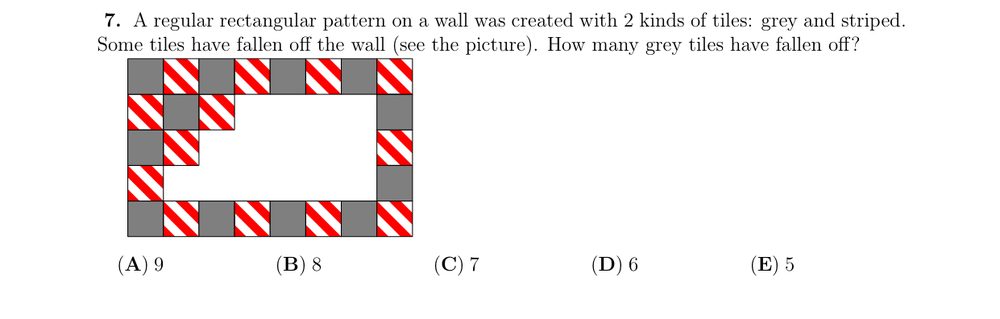 7. A regular rectangular pattern on a wall was created with 2 kinds of tiles: grey and striped.
Some tiles have fallen off the wall (see the picture). How many grey tiles have fallen off?
(A) 9 (B) 8 (C) 7 (D) 6 (E) 5